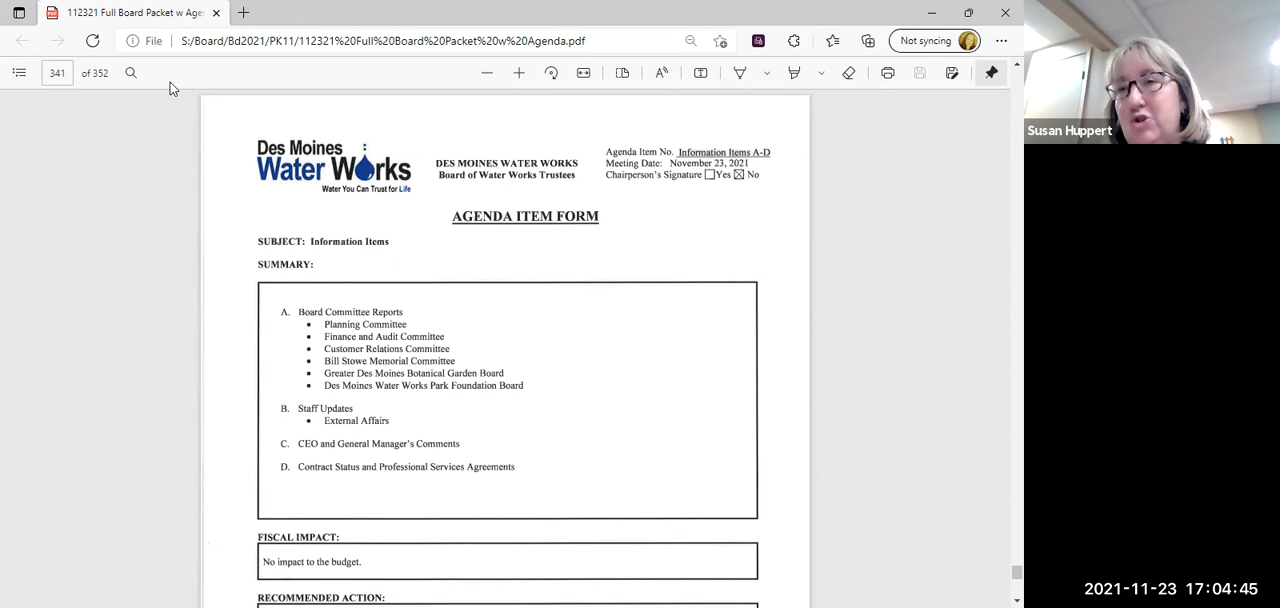 112321 Full Board Packet w Age
File
S:/Board/Bd2021/PK11/112321%20Full%20Board%20Packet%20w%20Agenda.pdf
Not syncing
341 of 352
Des Moines
Water Works
Water You Can Trust for Life
DES MOINES WATER WORKS
Board of Water Works Trustees
Agenda Item No. Information Items A-D
Meeting Date: November 23, 2021
Chairperson's Signature Yes No
AGENDA ITEM FORM
SUBJECT: Information Items
SUMMARY:
A. Board Committee Reports
• Planning Committee
• Finance and Audit Committee
• Customer Relations Committee
• Bill Stowe Memorial Committee
• Greater Des Moines Botanical Garden Board
• Des Moines Water Works Park Foundation Board
B. Staff Updates
• External Affairs
C. CEO and General Manager's Comments
D. Contract Status and Professional Services Agreements
FISCAL IMPACT:
No impact to the budget.
RECOMMENDED ACTION:
Susan Huppert
2021-11-23 17:04:45